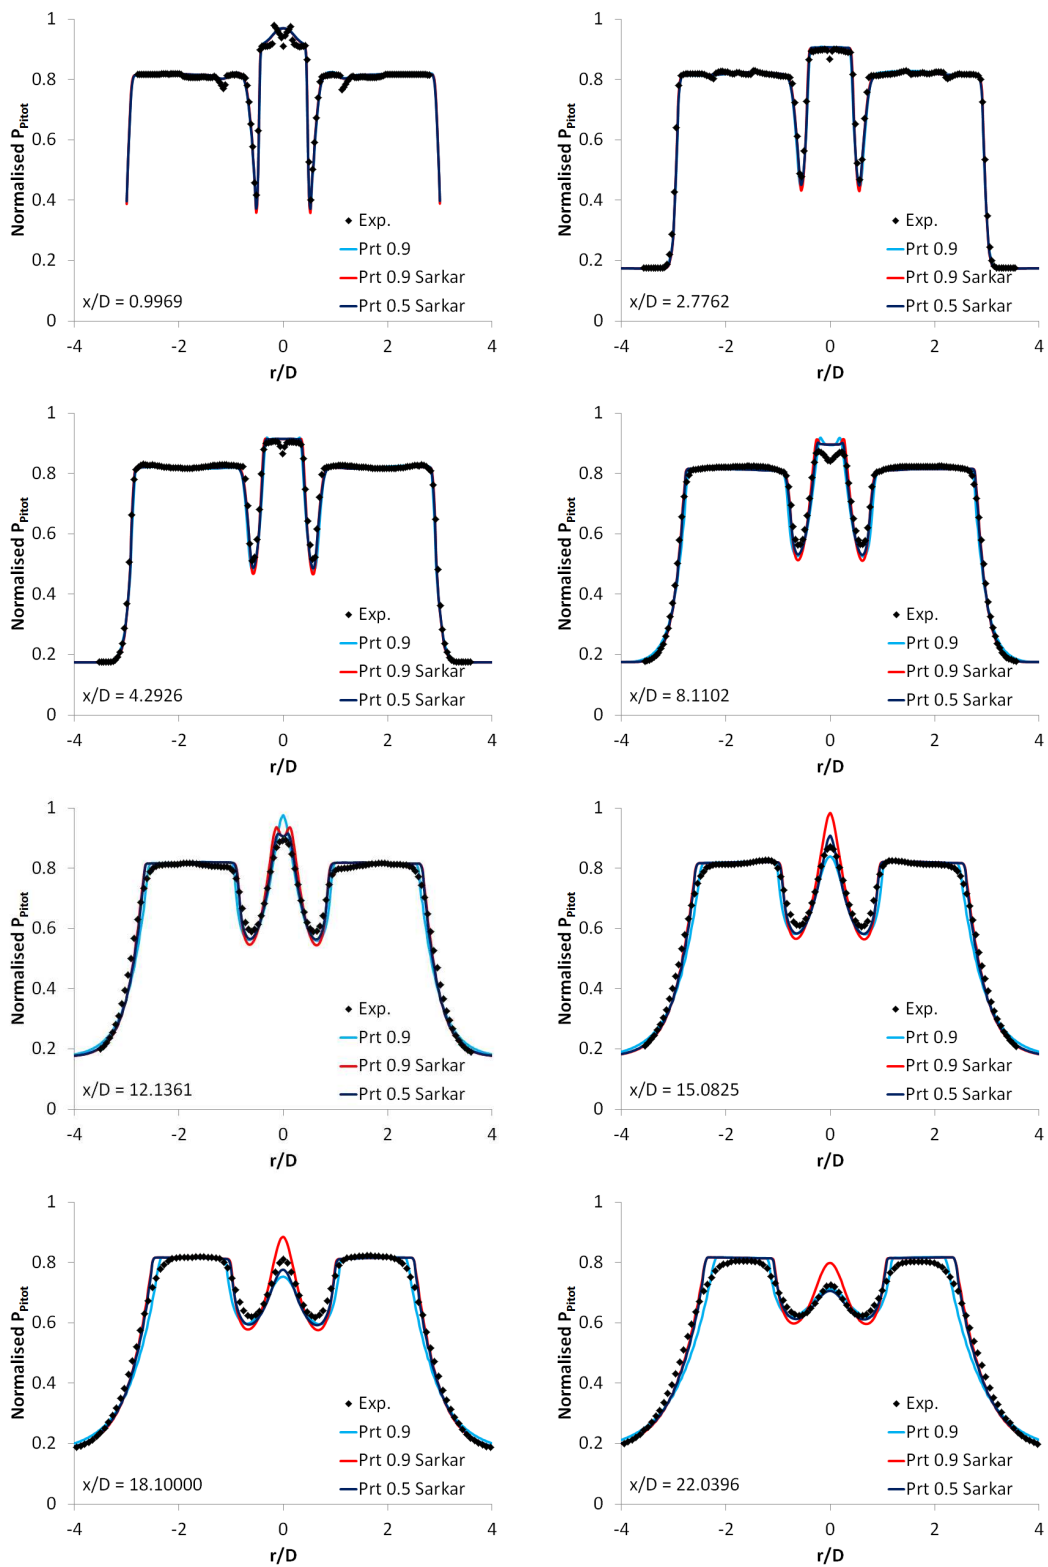 1
0.8
0.6
0.4
0.2
0
Normalised PPitot
Exp.
Prt 0.9
Prt 0.9 Sarkar
Prt 0.5 Sarkar
x/D = 0.9969
-4 -2 0 2 4
r/D
1
0.8
0.6
0.4
0.2
0
Normalised PPitot
Exp.
Prt 0.9
Prt 0.9 Sarkar
Prt 0.5 Sarkar
x/D = 2.7762
-4 -2 0 2 4
r/D
1
0.8
0.6
0.4
0.2
0
Normalised PPitot
Exp.
Prt 0.9
Prt 0.9 Sarkar
Prt 0.5 Sarkar
x/D = 4.2926
-4 -2 0 2 4
r/D
1
0.8
0.6
0.4
0.2
0
Normalised PPitot
Exp.
Prt 0.9
Prt 0.9 Sarkar
Prt 0.5 Sarkar
x/D = 8.1102
-4 -2 0 2 4
r/D
1
0.8
0.6
0.4
0.2
0
Normalised PPitot
Exp.
Prt 0.9
Prt 0.9 Sarkar
Prt 0.5 Sarkar
x/D = 12.1361
-4 -2 0 2 4
r/D
1
0.8
0.6
0.4
0.2
0
Normalised PPitot
Exp.
Prt 0.9
Prt 0.9 Sarkar
Prt 0.5 Sarkar
x/D = 15.0825
-4 -2 0 2 4
r/D
1
0.8
0.6
0.4
0.2
0
Normalised PPitot
Exp.
Prt 0.9
Prt 0.9 Sarkar
Prt 0.5 Sarkar
x/D = 18.10000
-4 -2 0 2 4
r/D
1
0.8
0.6
0.4
0.2
0
Normalised PPitot
Exp.
Prt 0.9
Prt 0.9 Sarkar
Prt 0.5 Sarkar
x/D = 22.0396
-4 -2 0 2 4
r/D